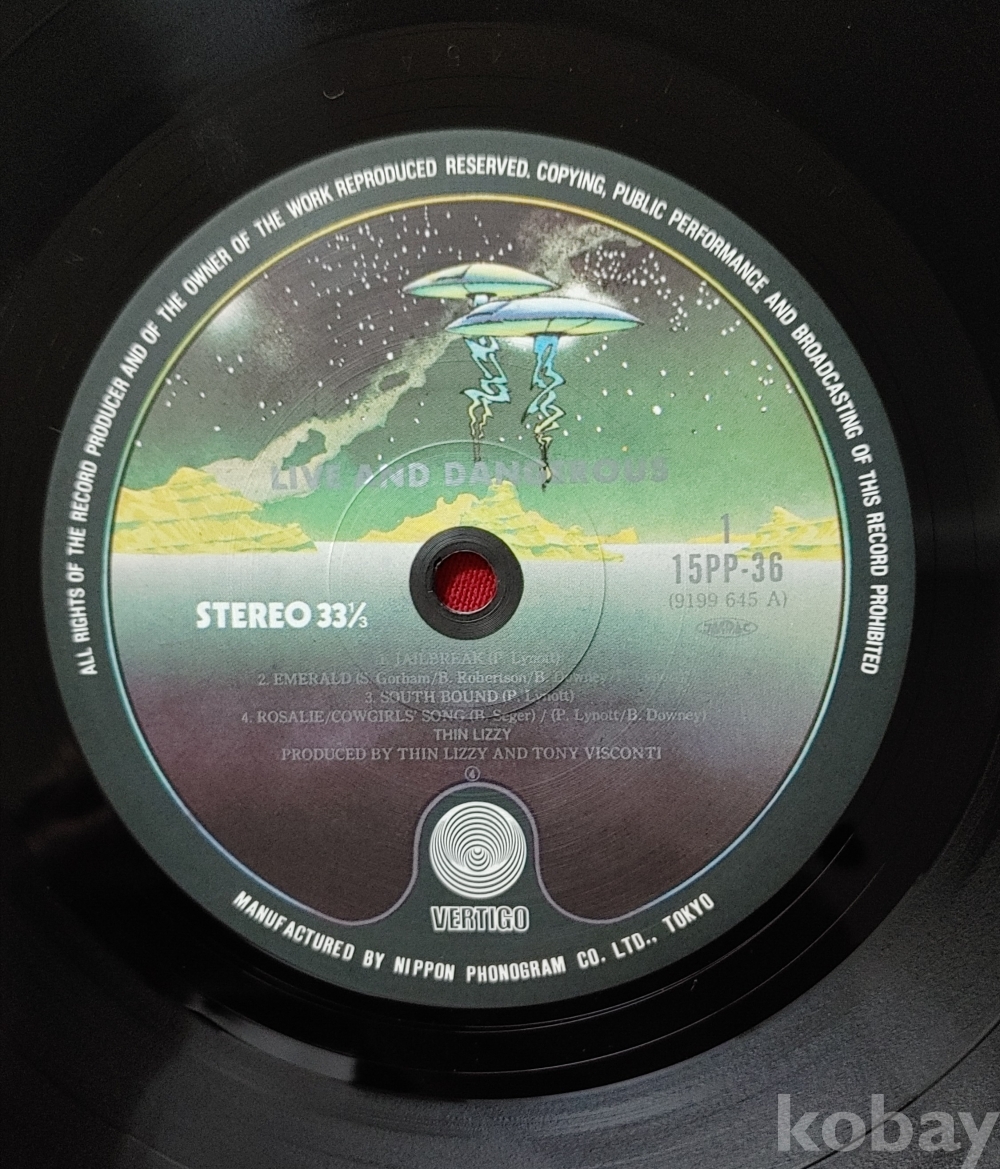 ALL RIGHTS OF THE RECORD PRODUCER AND OF THE OWNER OF THE WORK REPRODUCED RESERVED. COPYING, PUBLIC PERFORMANCE AND BROADCASTING OF THIS RECORD PROHIBITED
LIVE AND DANGEROUS
1
15PP-36
(9199 645 A)
STEREO 33⅓
1. JAILBREAK (P. Lynott)
2. EMERALD (S. Gorham/B. Robertson/B. Downey/P. Lynott)
3. SOUTH BOUND (P. Lynott)
4. ROSALIE/COWGIRLS' SONG (B. Seger) / (P. Lynott/B. Downey)
THIN LIZZY
PRODUCED BY THIN LIZZY AND TONY VISCONTI
④
VERTIGO
MANUFACTURED BY NIPPON PHONOGRAM CO. LTD., TOKYO
kobay